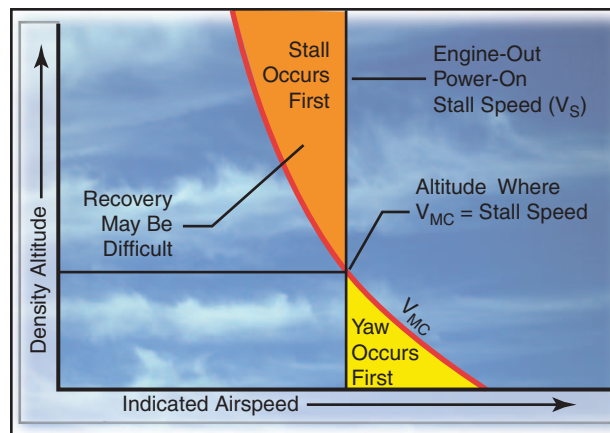 Stall
Occurs
First
Engine-Out
Power-On
Stall Speed (VS)
Altitude Where
VMC = Stall Speed
Recovery
May Be
Difficult
Density Altitude
VMC
Yaw
Occurs
First
Indicated Airspeed